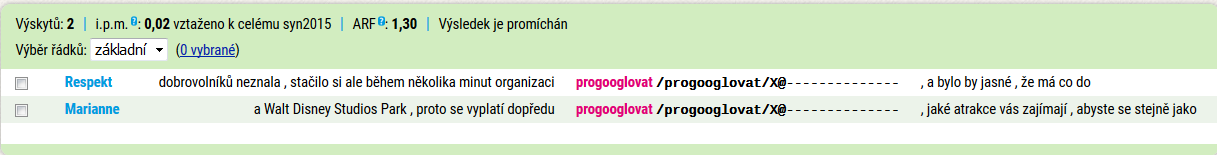 Výskytů: 2 | i.p.m. ?: 0,02 vztaženo k celému syn2015 | ARF ?: 1,30 | Výsledek je promíchán
Výběr řádků: základní (0 vybrané)
Respekt dobrovolníků neznala , stačilo si ale během několika minut organizaci progooglovat /progooglovat/X@-------------- , a bylo by jasné , že má co do
Marianne a Walt Disney Studios Park , proto se vyplatí dopředu progooglovat /progooglovat/X@-------------- , jaké atrakce vás zajímají , abyste se stejně jako